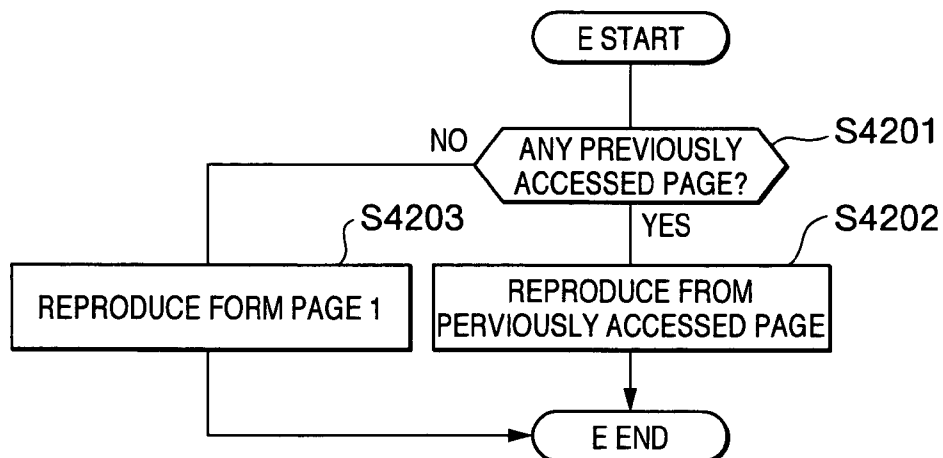 E START
S4201
NO
ANY PREVIOUSLY
ACCESSED PAGE?
S4203
YES
S4202
REPRODUCE FORM PAGE 1
REPRODUCE FROM
PERVIOUSLY ACCESSED PAGE
E END